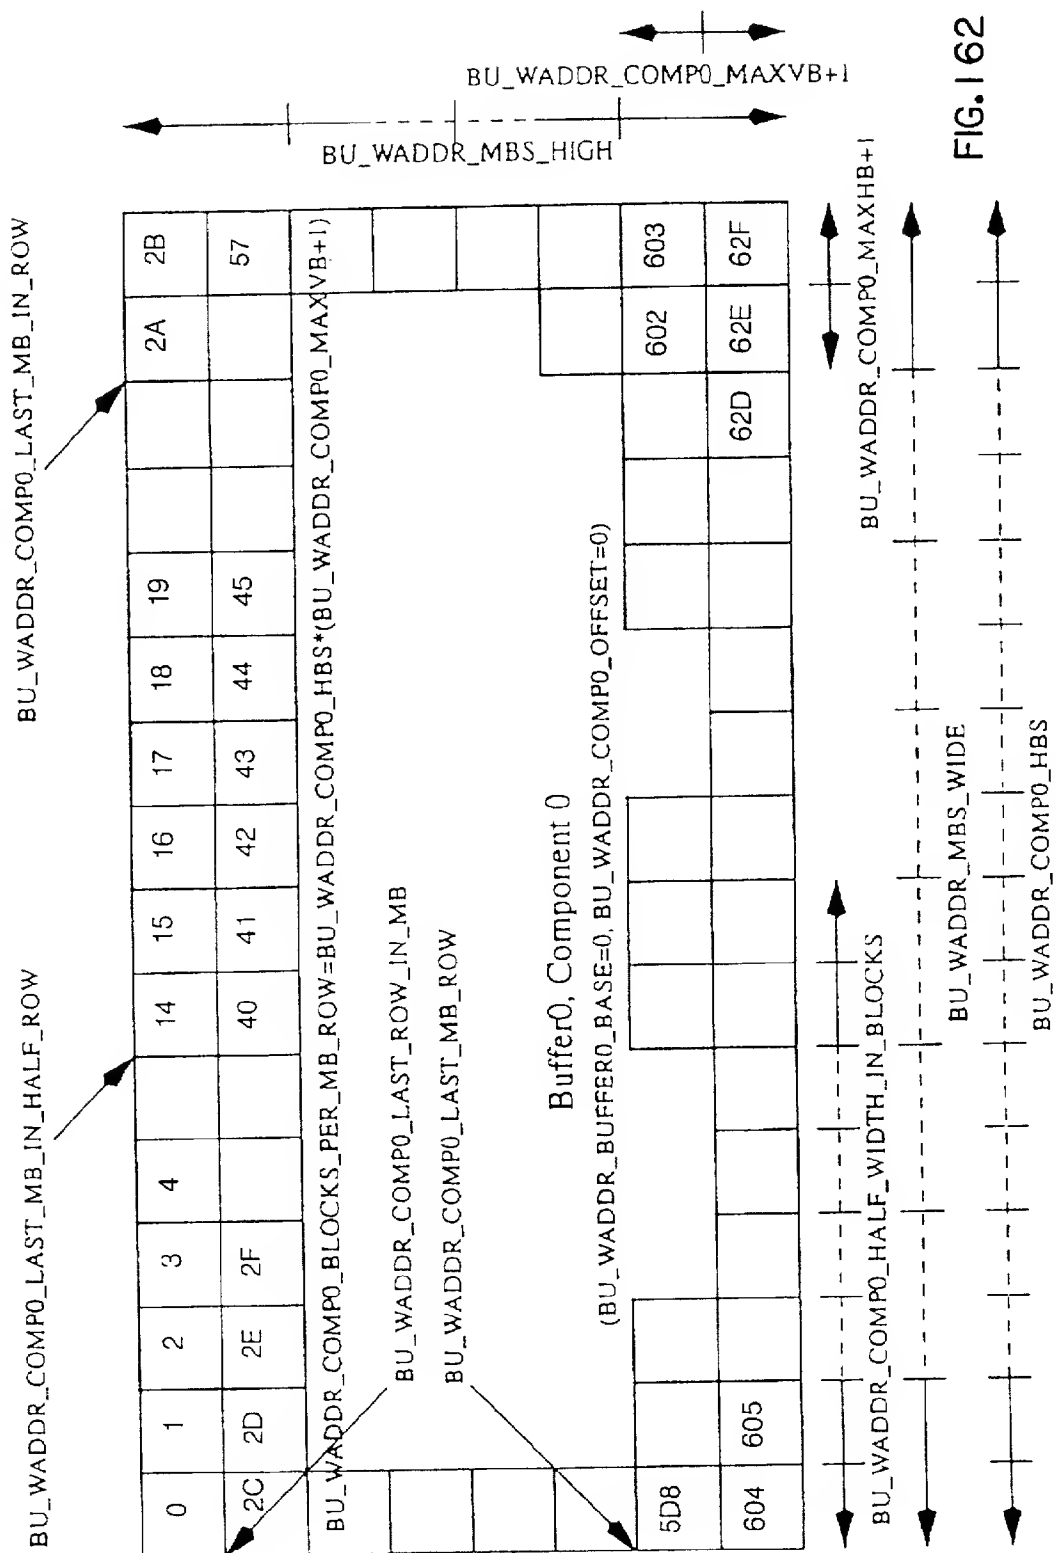 BU_WADDR_COMP0_LAST_MB_IN_HALF_ROW
BU_WADDR_COMP0_LAST_MB_IN_ROW
0 1 2 3 4 14 15 16 17 18 19 2A 2B
2C 2D 2E 2F 40 41 42 43 44 45 57
BU_WADDR_COMP0_BLOCKS_PER_MB_ROW=BU_WADDR_COMP0_HBS*(BU_WADDR_COMP0_MAXVB+1)
BU_WADDR_MBS_HIGH
BU_WADDR_COMP0_LAST_ROW_IN_MB
BU_WADDR_COMP0_LAST_MB_ROW
BU_WADDR_COMP0_MAXVB+1
Buffer0, Component 0
(BU_WADDR_BUFFER0_BASE=0, BU_WADDR_COMP0_OFFSET=0)
5D8 602 603
604 605 62D 62E 62F
BU_WADDR_COMP0_HALF_WIDTH_IN_BLOCKS
BU_WADDR_COMP0_MAXHB+1
BU_WADDR_MBS_WIDE
BU_WADDR_COMP0_HBS
FIG.162